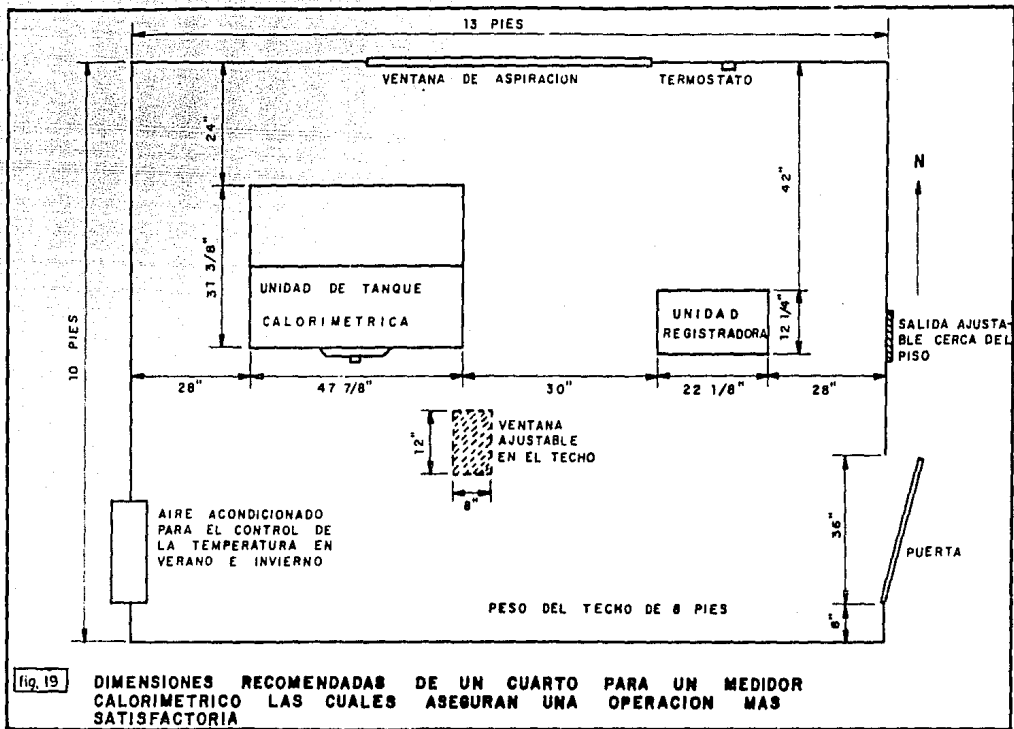 13 PIES
VENTANA DE ASPIRACION
TERMOSTATO
24"
42"
N
37 3/8"
UNIDAD DE TANQUE
CALORIMETRICA
UNIDAD
REGISTRADORA
12 1/4"
SALIDA AJUSTA-
BLE CERCA DEL
PISO
10 PIES
28"
47 7/8"
30"
22 1/8"
28"
12"
VENTANA
AJUSTABLE
EN EL TECHO
8"
AIRE ACONDICIONADO
PARA EL CONTROL DE
LA TEMPERATURA EN
VERANO E INVIERNO
36"
PUERTA
PESO DEL TECHO DE 8 PIES
8"
fig. 19
DIMENSIONES RECOMENDADAS DE UN CUARTO PARA UN MEDIDOR
CALORIMETRICO LAS CUALES ASEGURAN UNA OPERACION MAS
SATISFACTORIA